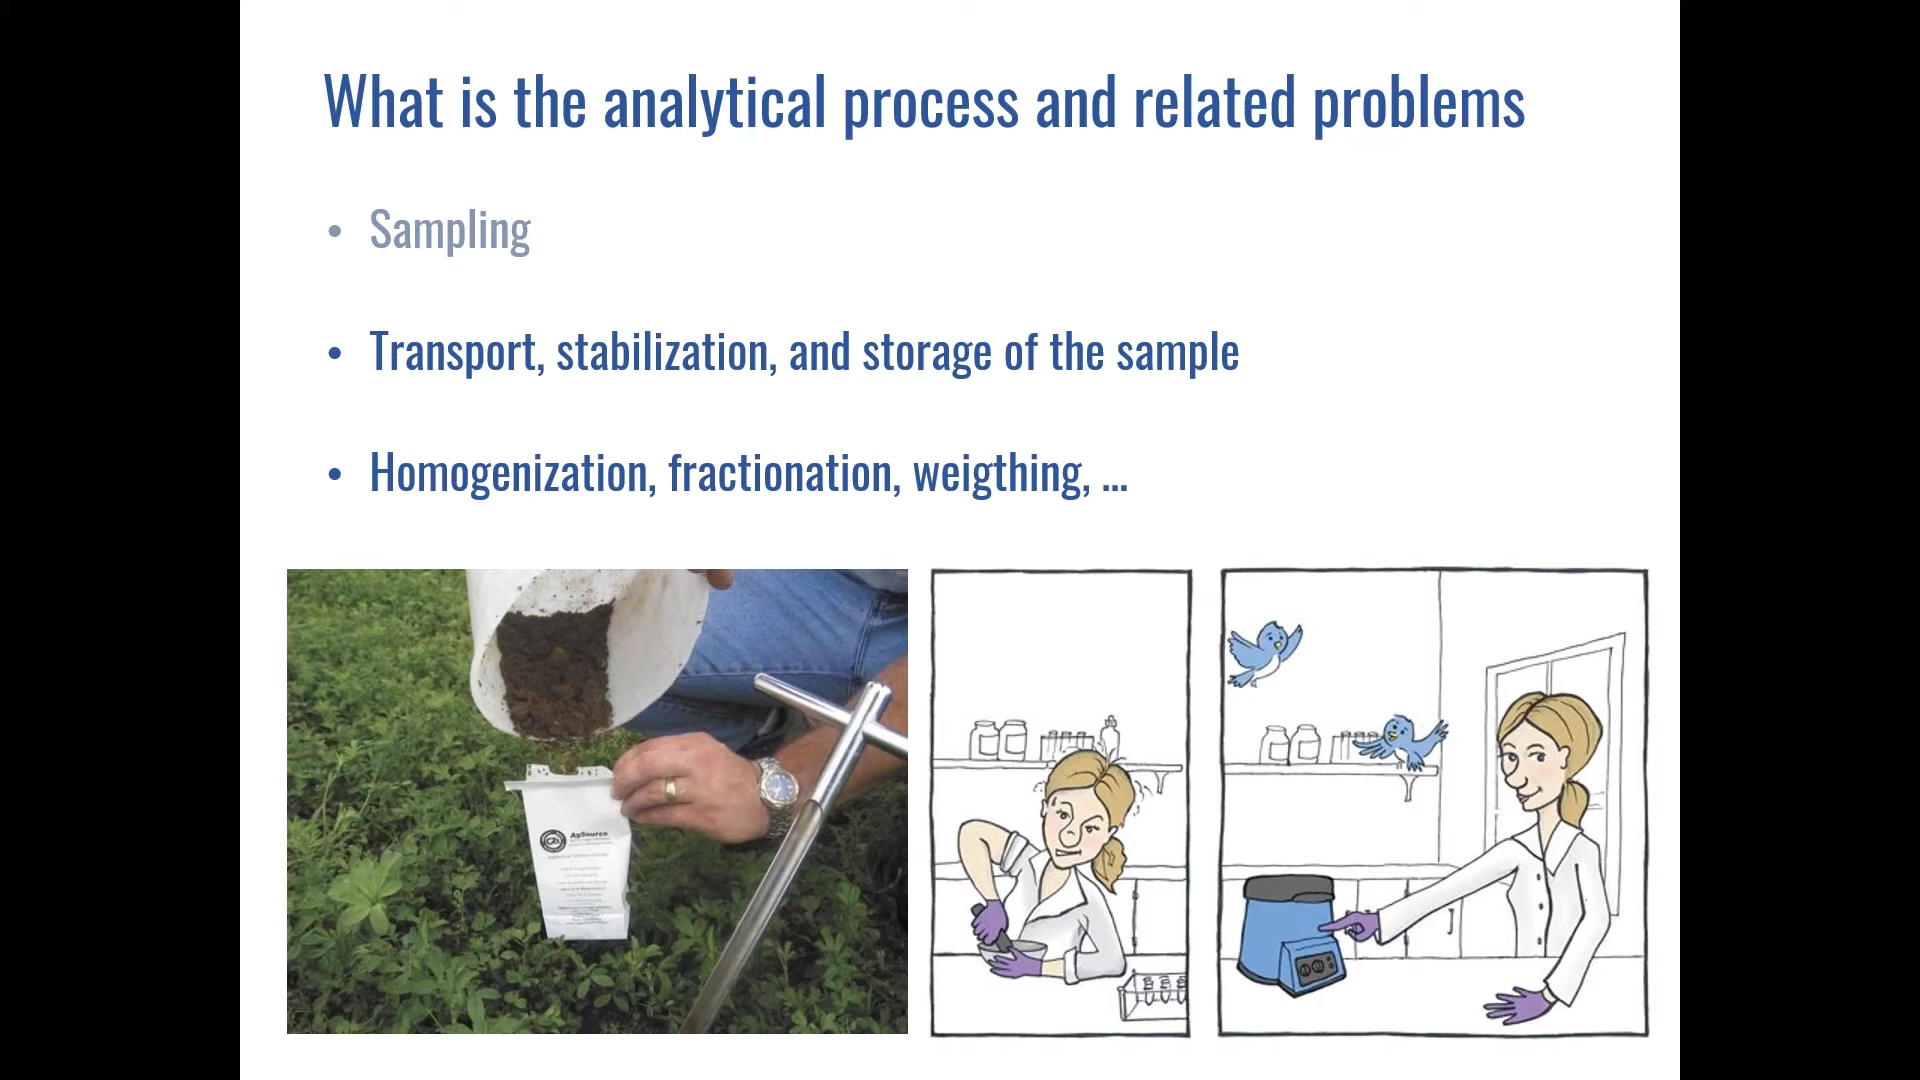 What is the analytical process and related problems
• Sampling
• Transport, stabilization, and storage of the sample
• Homogenization, fractionation, weigthing, ...
AgSource